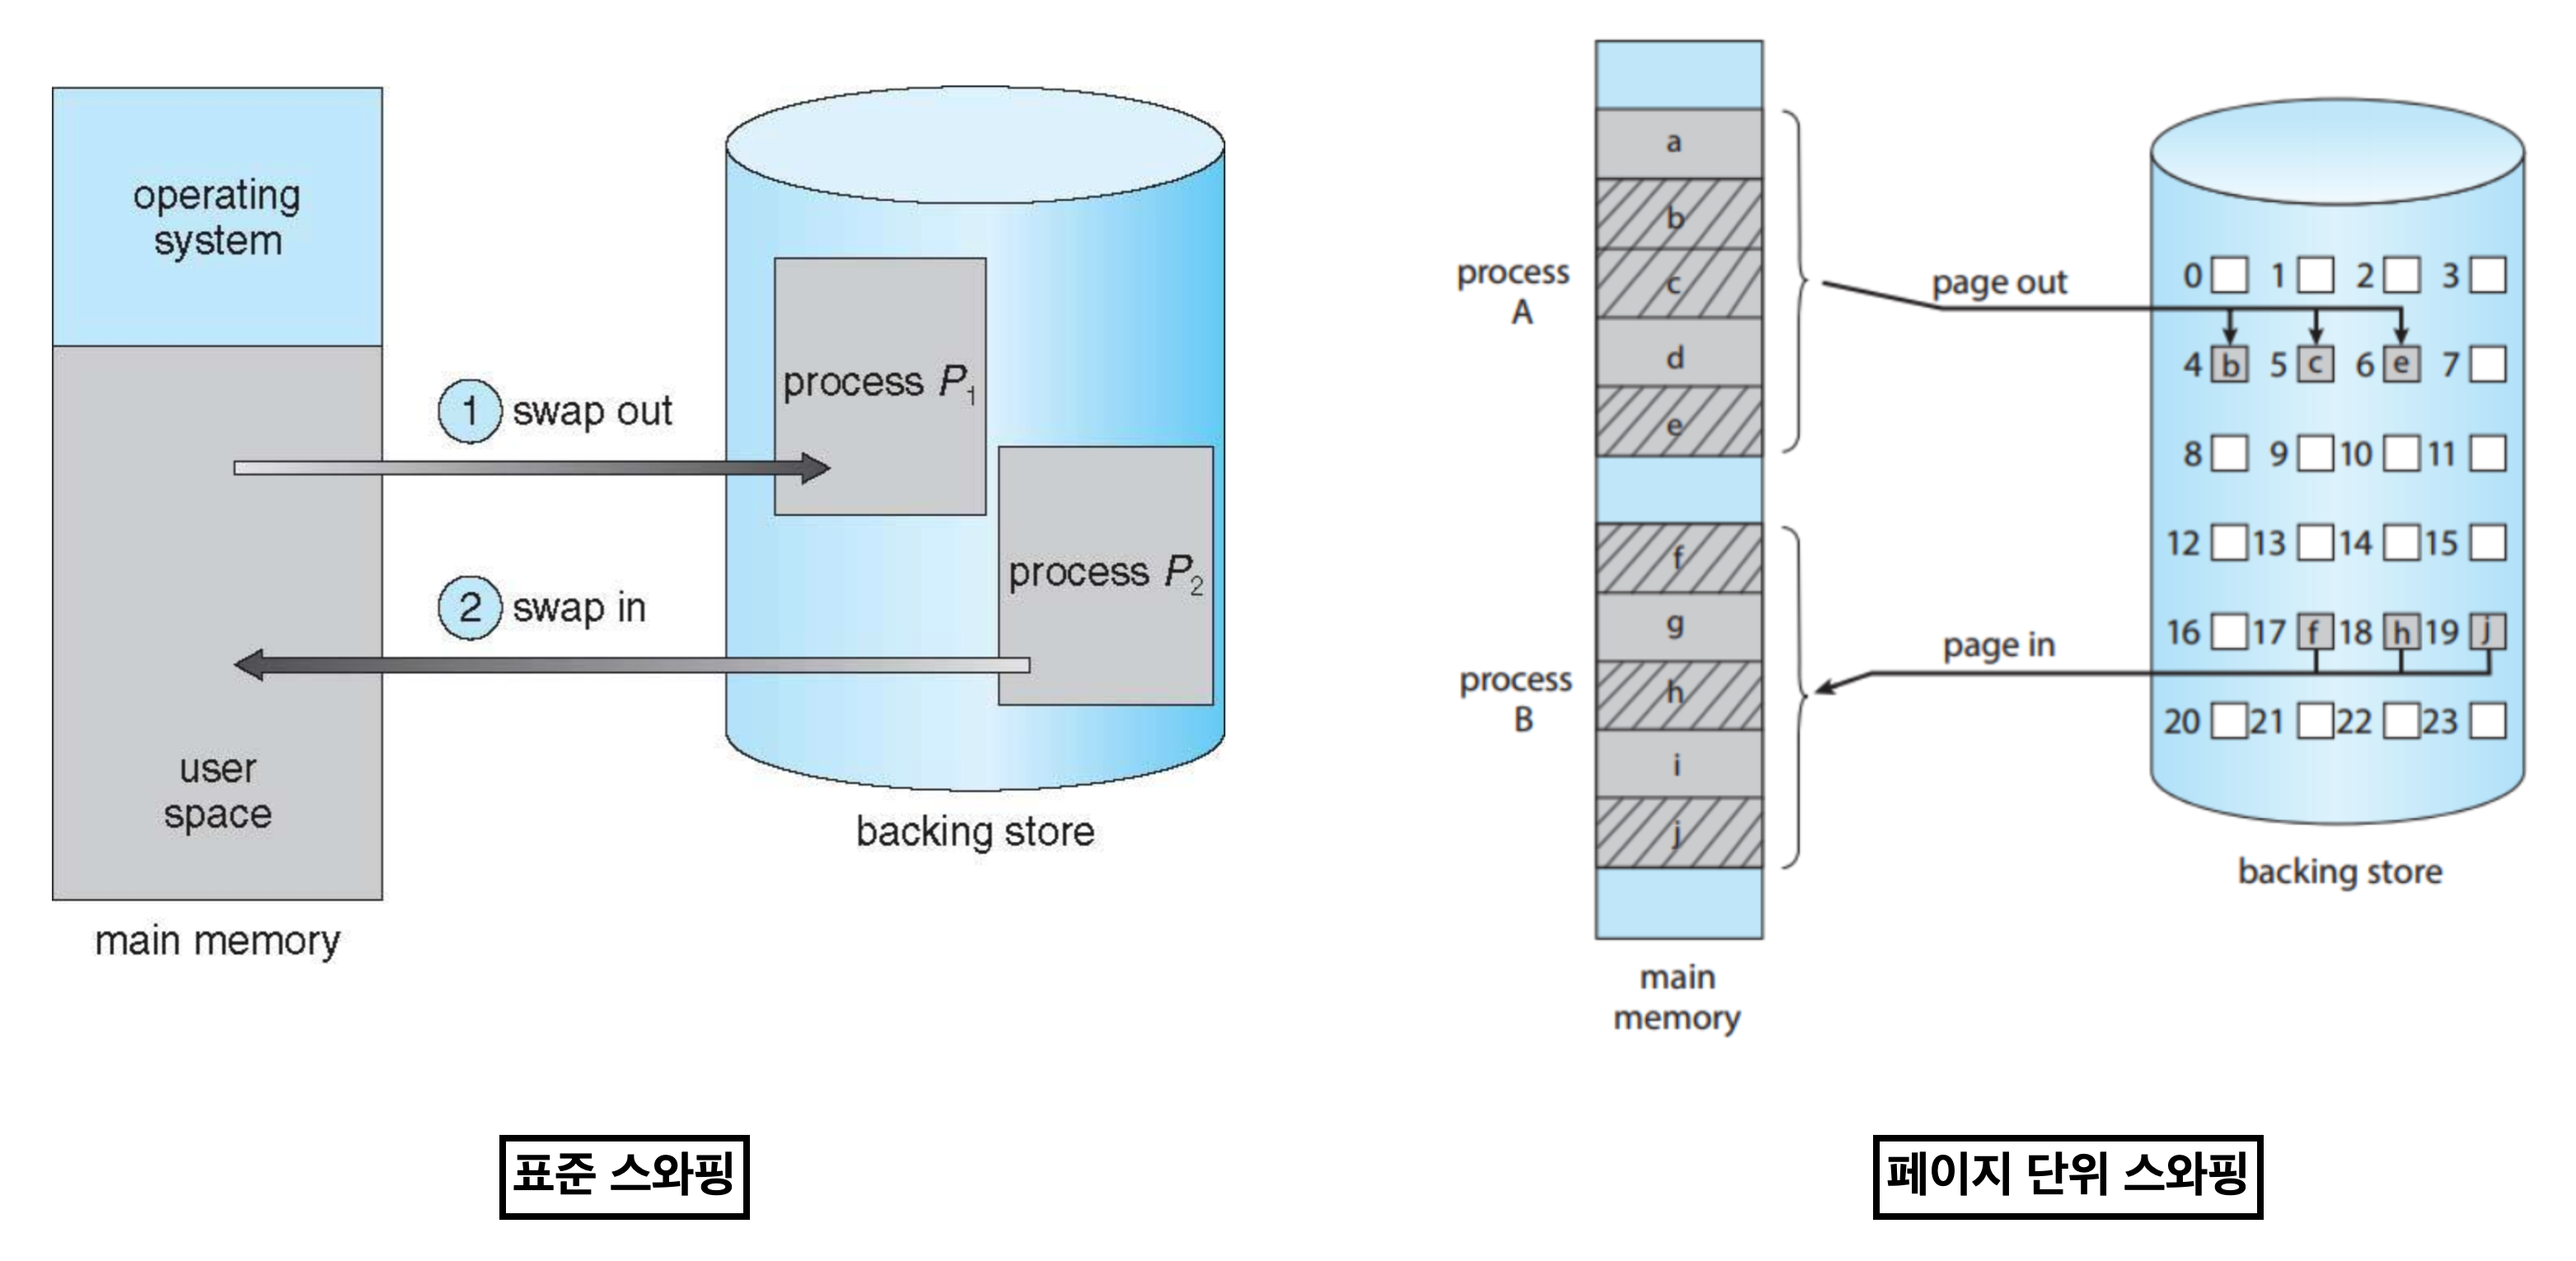 operating
system
1 swap out
process P1
process P2
2 swap in
user
space
main memory
backing store
표준 스와핑
a
b
c
d
e
process
A
page out
f
g
h
i
j
process
B
page in
main
memory
0 1 2 3
4 b 5 c 6 e 7
8 9 10 11
12 13 14 15
16 17 f 18 h 19 j
20 21 22 23
backing store
페이지 단위 스와핑